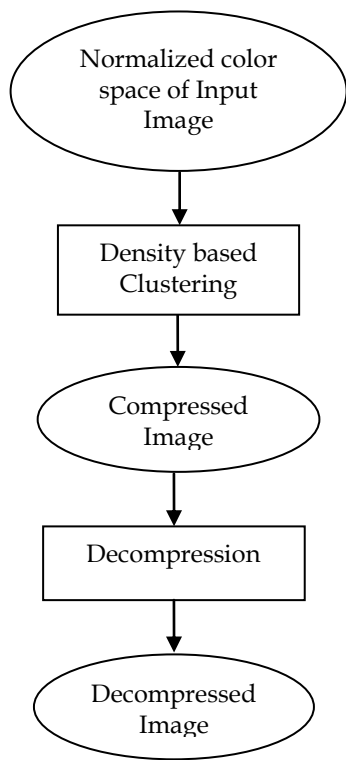 Normalized color
space of Input
Image
Density based
Clustering
Compressed
Image
Decompression
Decompressed
Image